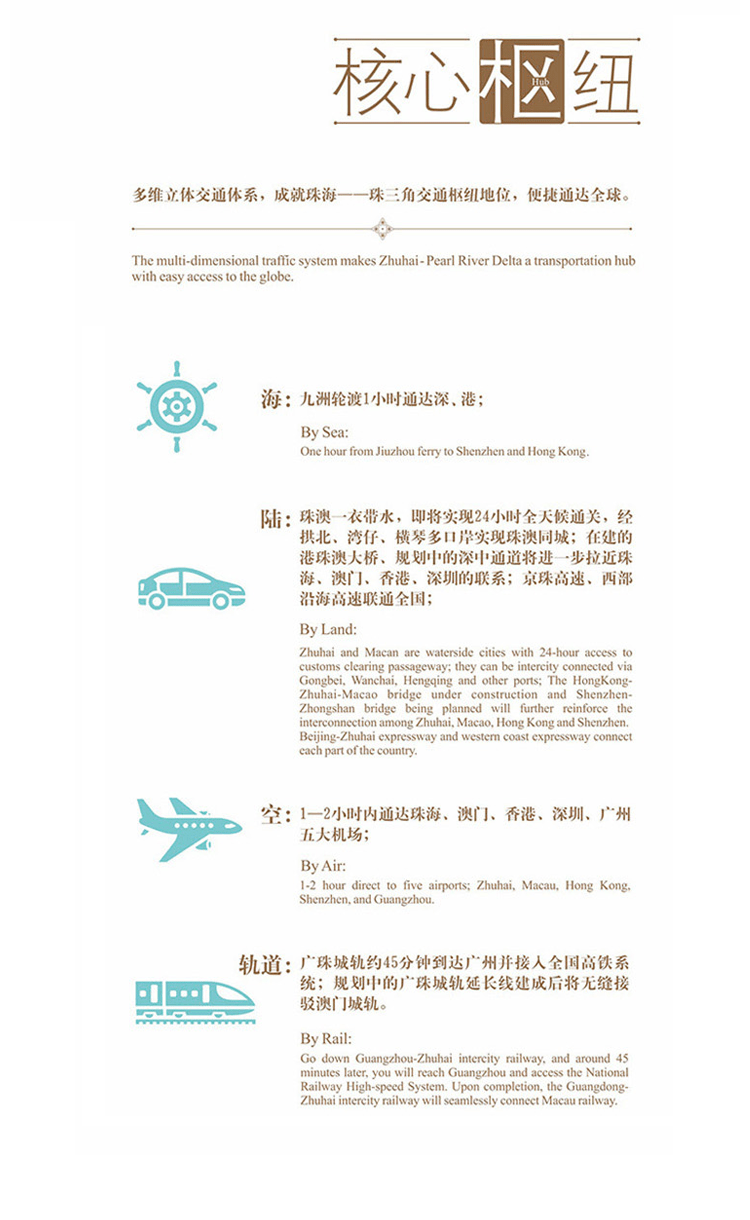 核心枢纽
Hub
多维立体交通体系，成就珠海——珠三角交通枢纽地位，便捷通达全球。
The multi-dimensional traffic system makes Zhuhai-Pearl River Delta a transportation hub
with easy access to the globe.
海：九洲轮渡1小时通达深、港；
By Sea:
One hour from Jiuzhou ferry to Shenzhen and Hong Kong.
陆：珠澳一衣带水，即将实现24小时全天候通关，经
拱北、湾仔、横琴多口岸实现珠澳同城；在建的
港珠澳大桥、规划中的深中通道将进一步拉近珠
海、澳门、香港、深圳的联系；京珠高速、西部
沿海高速联通全国；
By Land:
Zhuhai and Macan are waterside cities with 24-hour access to
customs clearing passageway; they can be intercity connected via
Gongbei, Wanchai, Hengqing and other ports; The HongKong-
Zhuhai-Macao bridge under construction and Shenzhen-
Zhongshan bridge being planned will further reinforce the
interconnection among Zhuhai, Macao, Hong Kong and Shenzhen.
Beijing-Zhuhai expressway and western coast expressway connect
each part of the country.
空：1—2小时内通达珠海、澳门、香港、深圳、广州
五大机场；
By Air:
1-2 hour direct to five airports; Zhuhai, Macau, Hong Kong,
Shenzhen, and Guangzhou.
轨道：广珠城轨约45分钟到达广州并接入全国高铁系
统；规划中的广珠城轨延长线建成后将无缝接
驳澳门城轨。
By Rail:
Go down Guangzhou-Zhuhai intercity railway, and around 45
minutes later, you will reach Guangzhou and access the National
Railway High-speed System. Upon completion, the Guangdong-
Zhuhai intercity railway will seamlessly connect Macau railway.